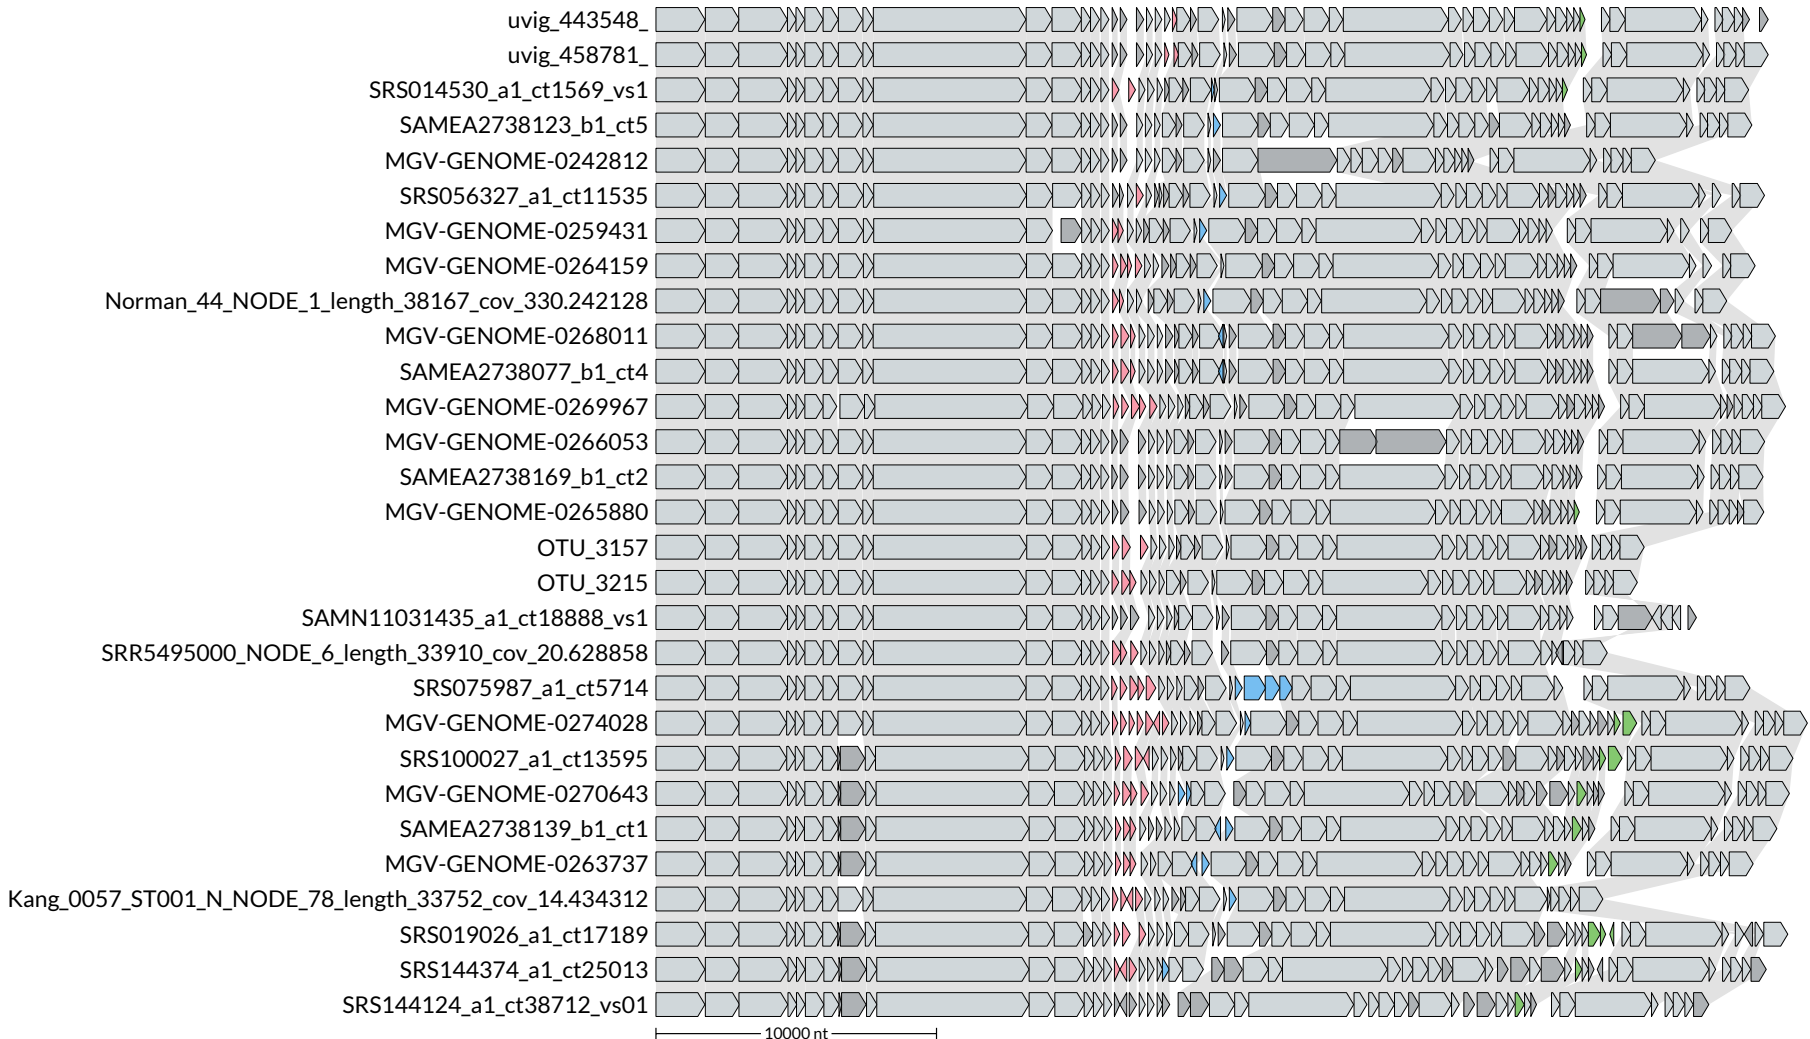 uvig_443548_
uvig_458781_
SRS014530_a1_ct1569_vs1
SAMEA2738123_b1_ct5
MGV-GENOME-0242812
SRS056327_a1_ct11535
MGV-GENOME-0259431
MGV-GENOME-0264159
Norman_44_NODE_1_length_38167_cov_330.242128
MGV-GENOME-0268011
SAMEA2738077_b1_ct4
MGV-GENOME-0269967
MGV-GENOME-0266053
SAMEA2738169_b1_ct2
MGV-GENOME-0265880
OTU_3157
OTU_3215
SAMN11031435_a1_ct18888_vs1
SRR5495000_NODE_6_length_33910_cov_20.628858
SRS075987_a1_ct5714
MGV-GENOME-0274028
SRS100027_a1_ct13595
MGV-GENOME-0270643
SAMEA2738139_b1_ct1
MGV-GENOME-0263737
Kang_0057_ST001_N_NODE_78_length_33752_cov_14.434312
SRS019026_a1_ct17189
SRS144374_a1_ct25013
SRS144124_a1_ct38712_vs01
10000 nt